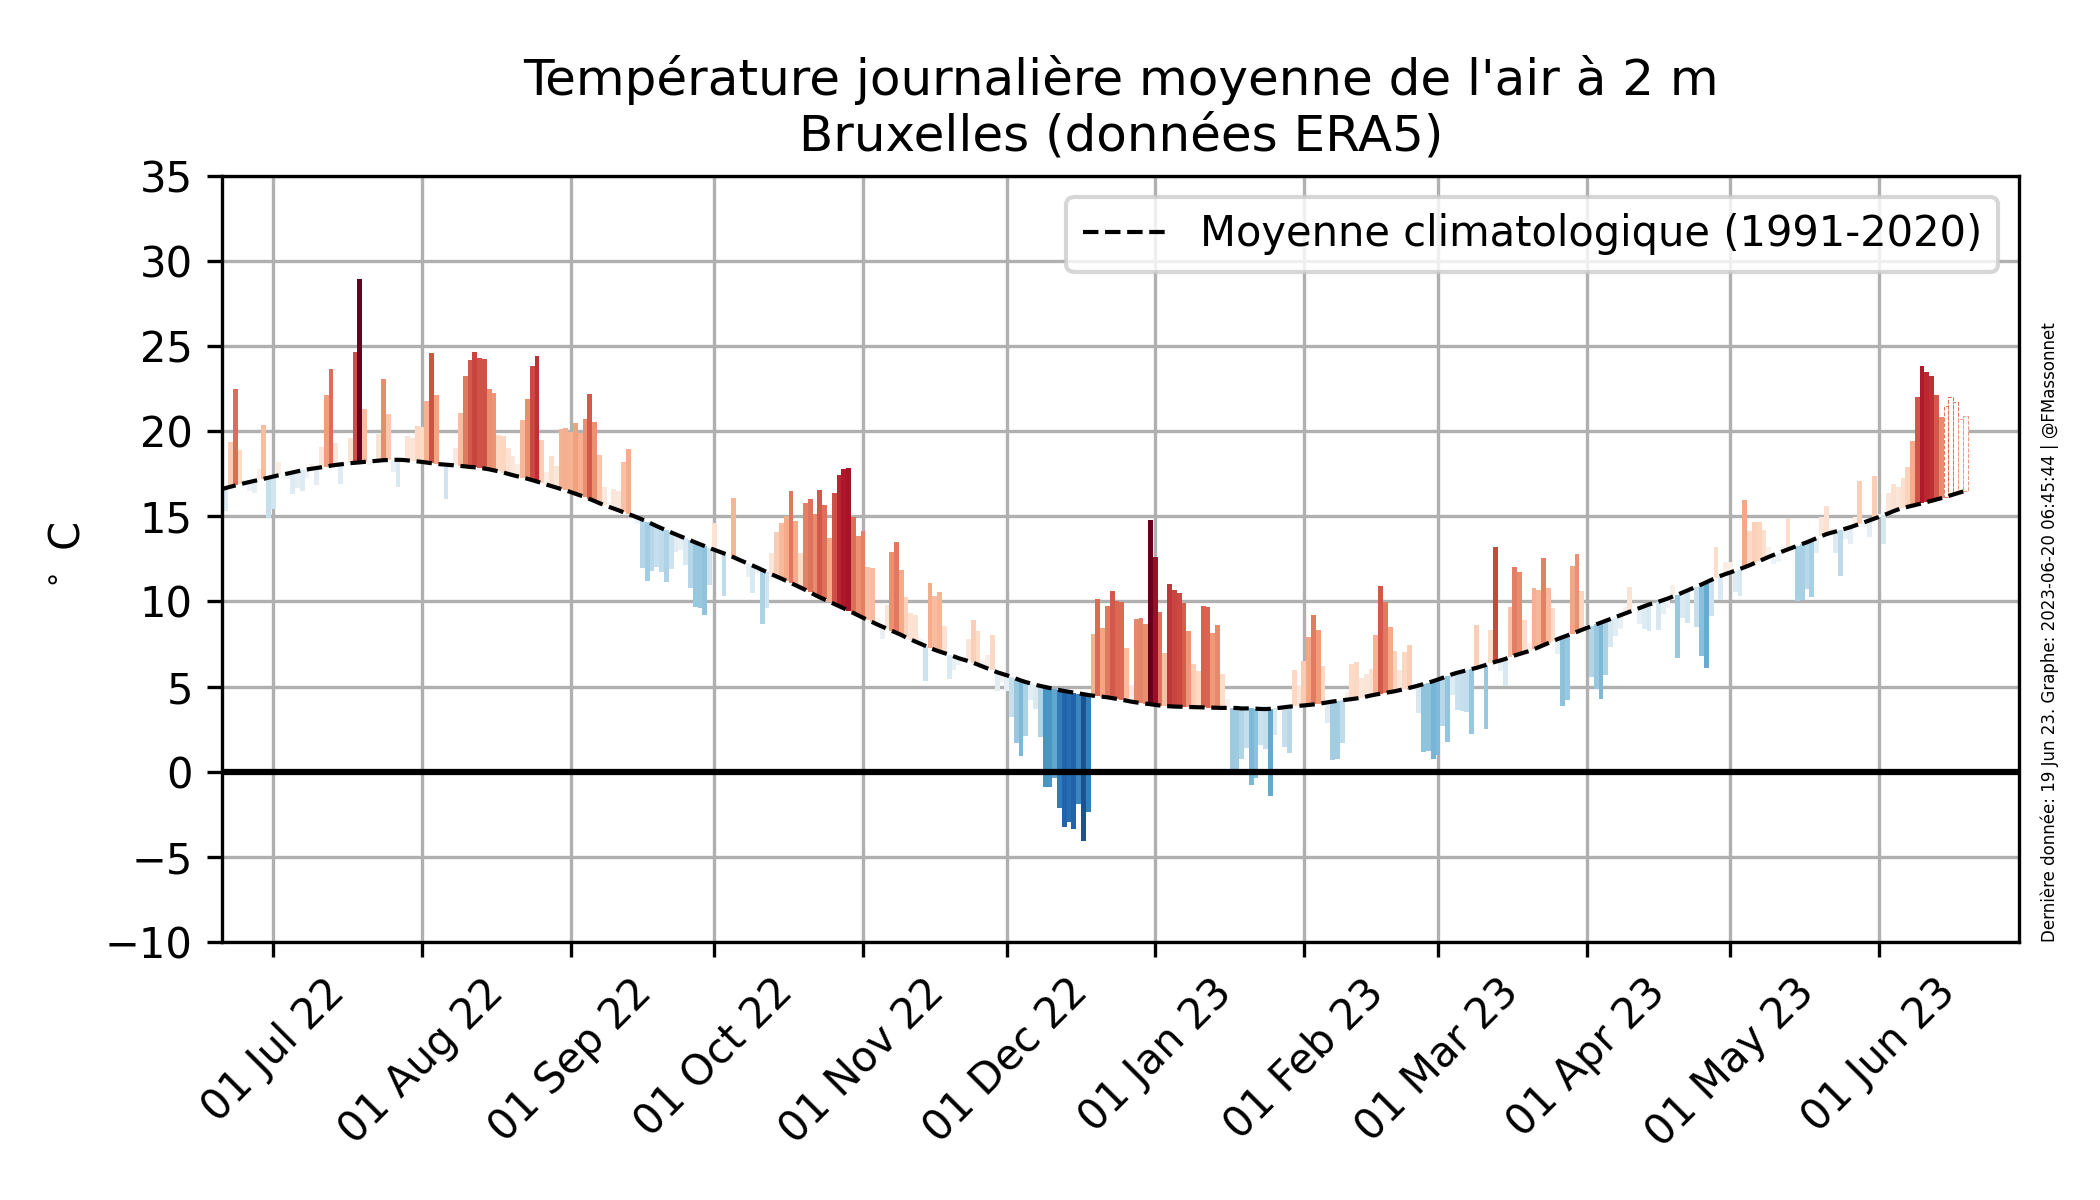 Température journalière moyenne de l'air à 2 m
Bruxelles (données ERA5)
Moyenne climatologique (1991-2020)
° C
35
30
25
20
15
10
5
0
−5
−10
01 Jul 22
01 Aug 22
01 Sep 22
01 Oct 22
01 Nov 22
01 Dec 22
01 Jan 23
01 Feb 23
01 Mar 23
01 Apr 23
01 May 23
01 Jun 23
Dernière donnée: 19 Jun 23. Graphe: 2023-06-20 06:45:44 | @FMassonnet